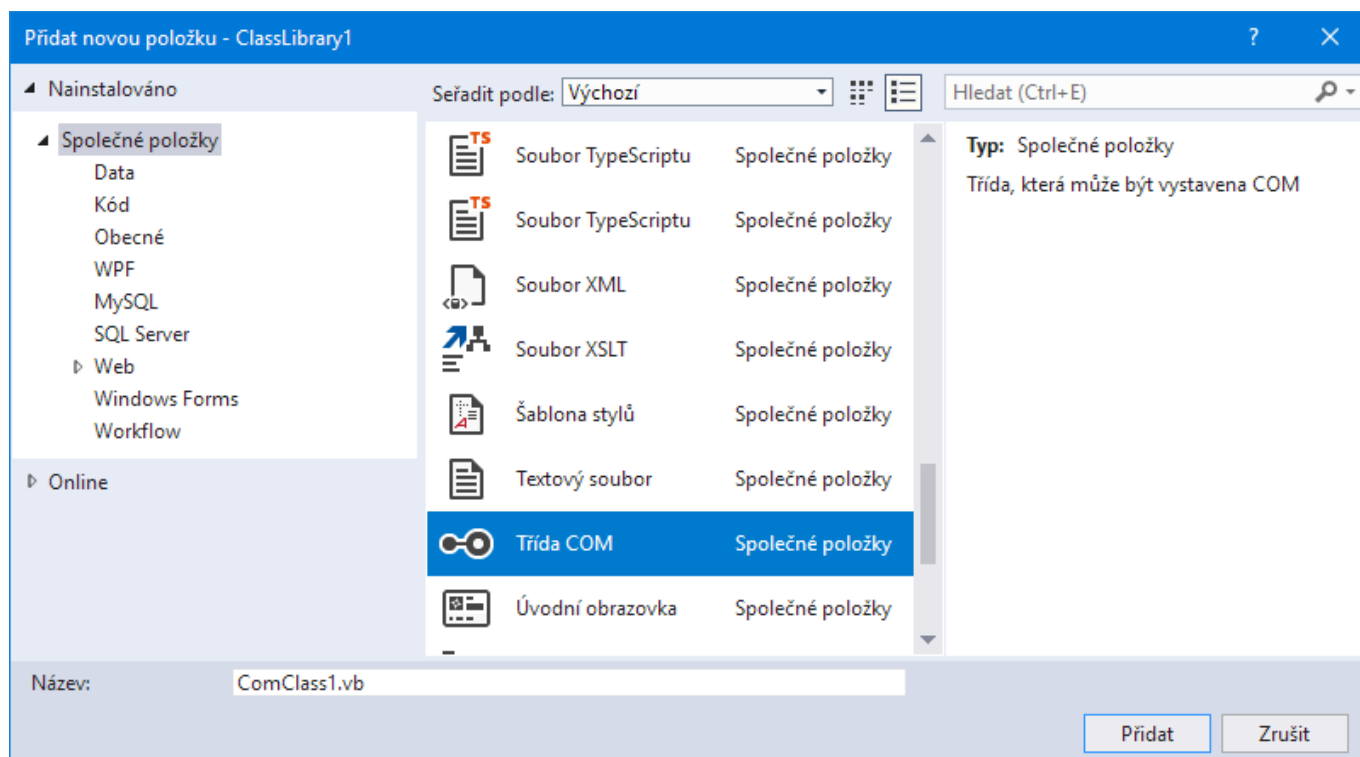 Přidat novou položku - ClassLibrary1
?
Nainstalováno
Společné položky
Data
Kód
Obecné
WPF
MySQL
SQL Server
Web
Windows Forms
Workflow
Online
Seřadit podle: Výchozí
TS Soubor TypeScriptu Společné položky
TS Soubor TypeScriptu Společné položky
Soubor XML Společné položky
Soubor XSLT Společné položky
Šablona stylů Společné položky
Textový soubor Společné položky
Třída COM Společné položky
Úvodní obrazovka Společné položky
Hledat (Ctrl+E)
Typ: Společné položky
Třída, která může být vystavena COM
Název: ComClass1.vb
Přidat Zrušit